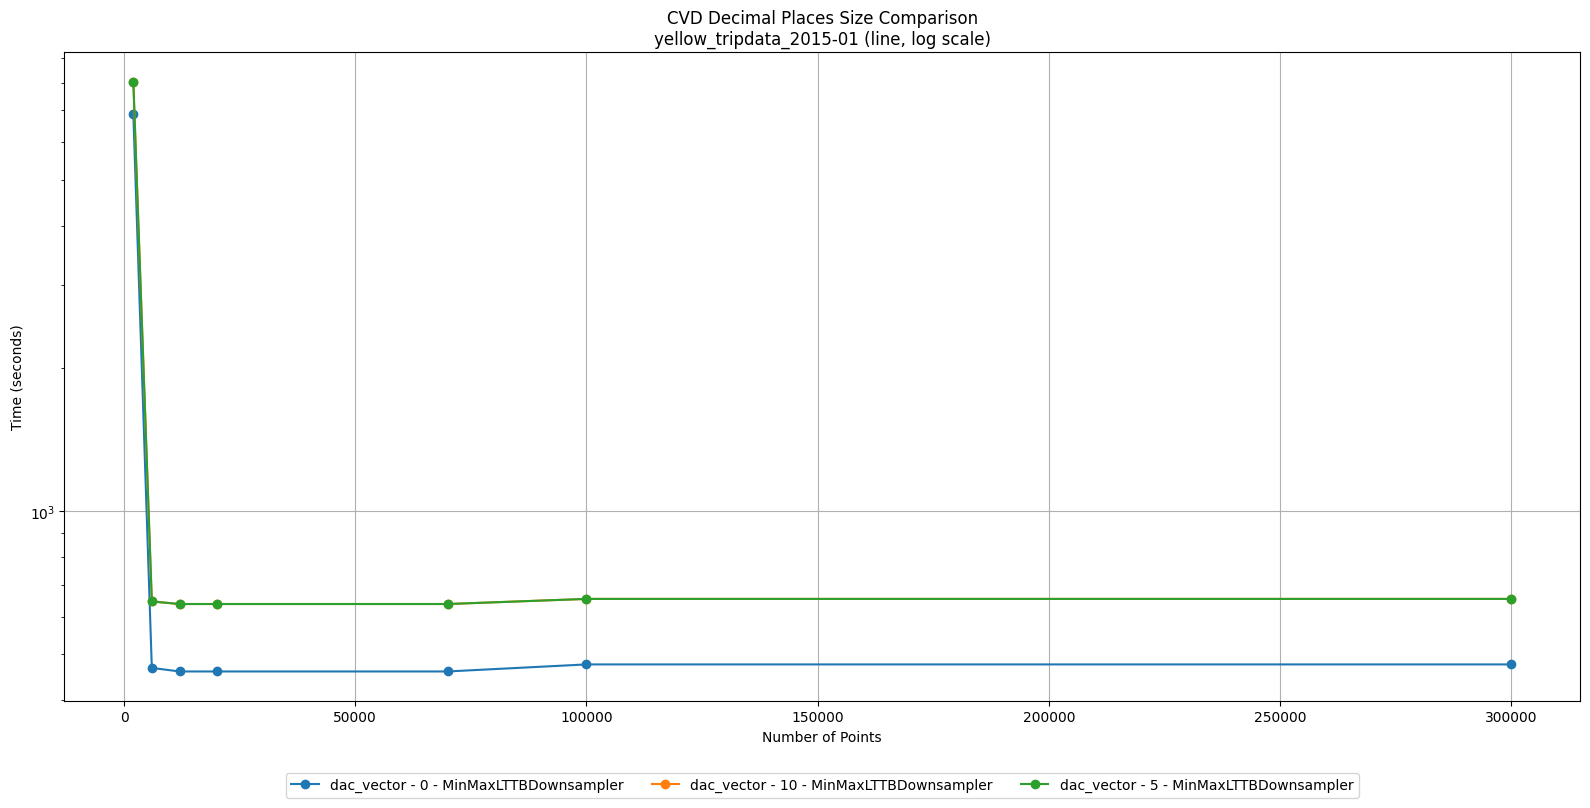 CVD Decimal Places Size Comparison
yellow_tripdata_2015-01 (line, log scale)
Time (seconds)
10³
0 50000 100000 150000 200000 250000 300000
Number of Points
dac_vector - 0 - MinMaxLTTBDownsampler dac_vector - 10 - MinMaxLTTBDownsampler dac_vector - 5 - MinMaxLTTBDownsampler